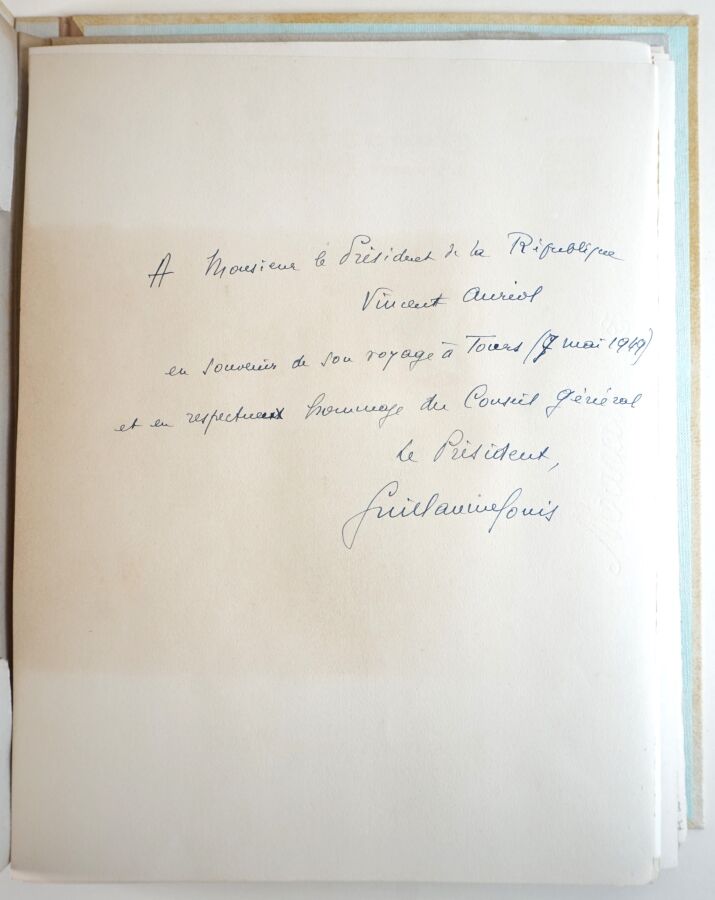 A Monsieur le Président de la République
Vincent Auriol
en souvenir de son voyage à Tours (7 mai 1949)
et en respectueux hommage du Conseil Général
Le Président,
Guillaume Louis